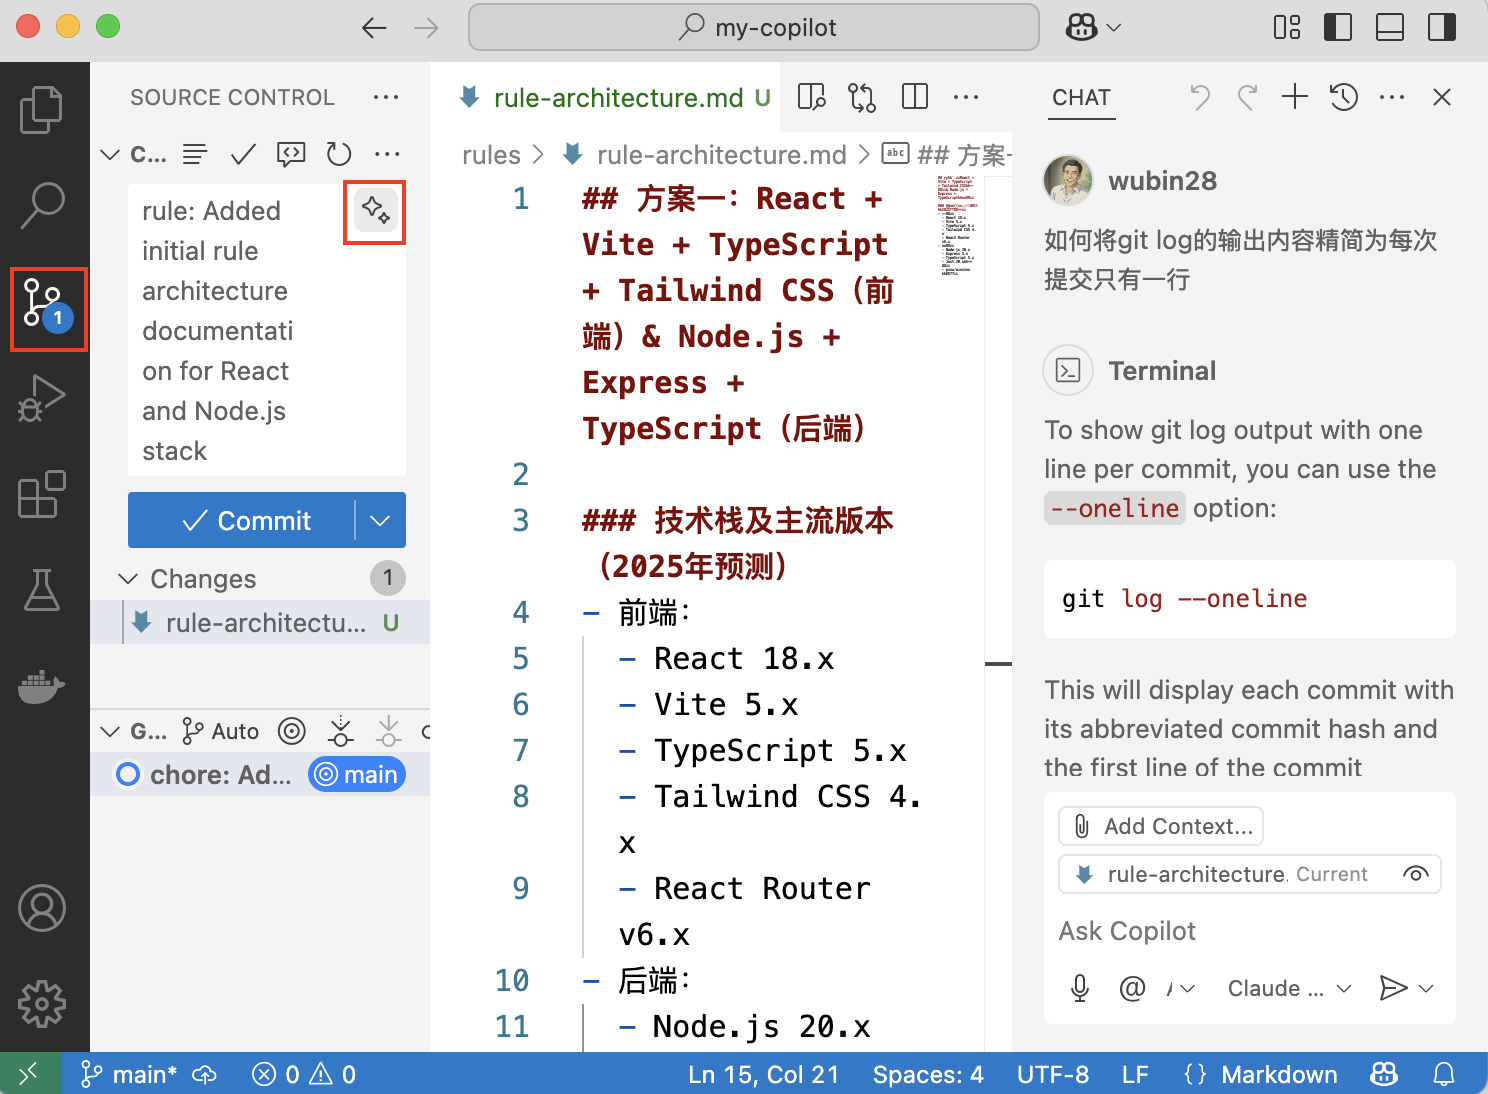 my-copilot
SOURCE CONTROL
C...
rule: Added
initial rule
architecture
documentati
on for React
and Node.js
stack
1
Commit
Changes
1
rule-architectu... U
G... Auto
chore: Ad... main
rule-architecture.md U
rules > rule-architecture.md > abc ## 方案
1 ## 方案一：React +
Vite + TypeScript
+ Tailwind CSS（前
端）& Node.js +
Express +
TypeScript（后端）
2
3 ### 技术栈及主流版本
（2025年预测）
4 - 前端：
5 - React 18.x
6 - Vite 5.x
7 - TypeScript 5.x
8 - Tailwind CSS 4.
x
9 - React Router
v6.x
10 - 后端：
11 - Node.js 20.x
CHAT
wubin28
如何将git log的输出内容精简为每次
提交只有一行
Terminal
To show git log output with one
line per commit, you can use the
--oneline option:
git log --oneline
This will display each commit with
its abbreviated commit hash and
the first line of the commit
Add Context...
rule-architecture. Current
Ask Copilot
@ Claude ...
main* 0 0 Ln 15, Col 21 Spaces: 4 UTF-8 LF {} Markdown